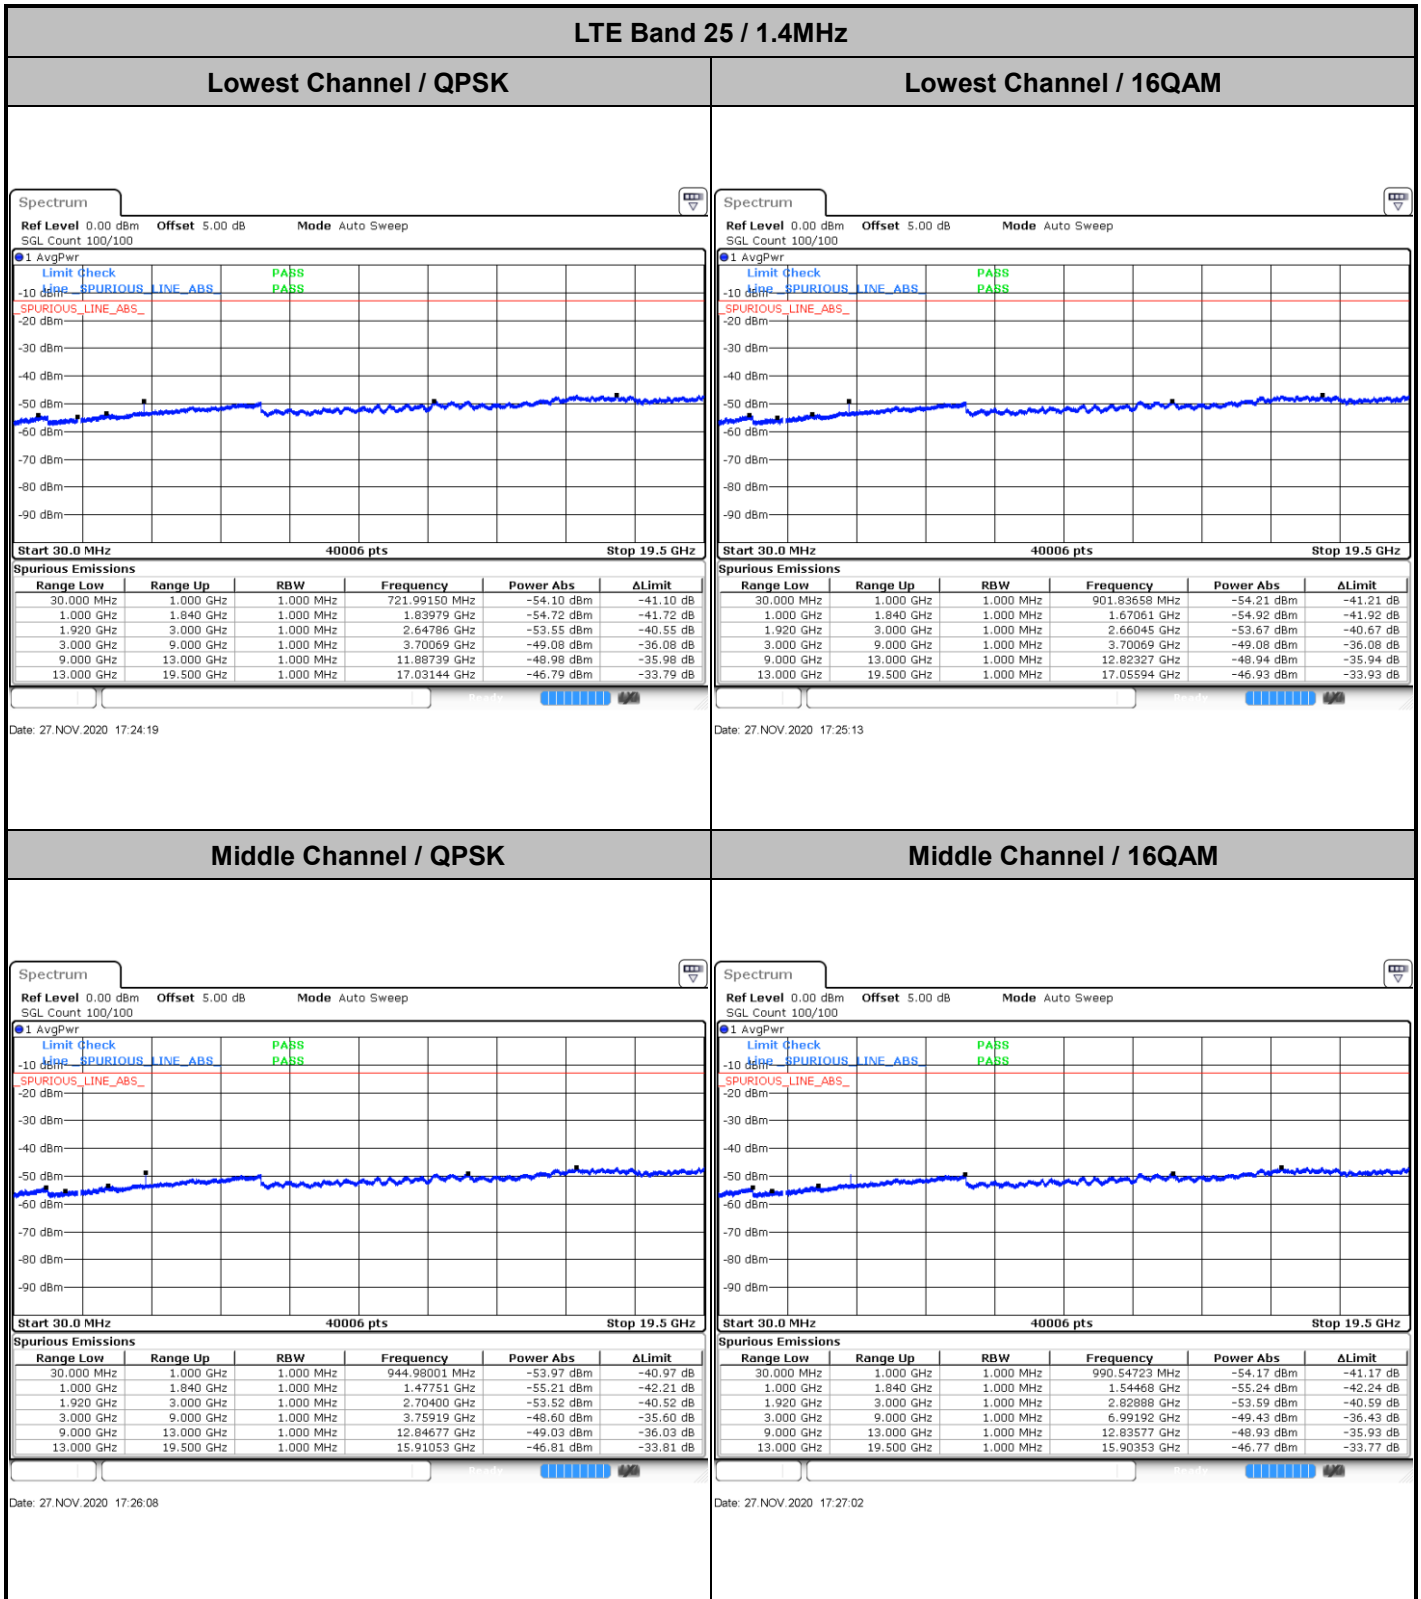 LTE Band 25 / 1.4MHz
Lowest Channel / QPSK
Lowest Channel / 16QAM
Spectrum
Ref Level 0.00 dBm Offset 5.00 dB Mode Auto Sweep
SGL Count 100/100
1 AvgPwr
Limit Check PASS
Line _SPURIOUS_LINE_ABS_ PASS
-10 dBm
_SPURIOUS_LINE_ABS_
-20 dBm
-30 dBm
-40 dBm
-50 dBm
-60 dBm
-70 dBm
-80 dBm
-90 dBm
Start 30.0 MHz 40006 pts Stop 19.5 GHz
Spurious Emissions
Range Low Range Up RBW Frequency Power Abs ΔLimit
30.000 MHz 1.000 GHz 1.000 MHz 721.99150 MHz -54.10 dBm -41.10 dB
1.000 GHz 1.840 GHz 1.000 MHz 1.83979 GHz -54.72 dBm -41.72 dB
1.920 GHz 3.000 GHz 1.000 MHz 2.64786 GHz -53.55 dBm -40.55 dB
3.000 GHz 9.000 GHz 1.000 MHz 3.70069 GHz -49.08 dBm -36.08 dB
9.000 GHz 13.000 GHz 1.000 MHz 11.88739 GHz -48.98 dBm -35.98 dB
13.000 GHz 19.500 GHz 1.000 MHz 17.03144 GHz -46.79 dBm -33.79 dB
Ready
Date: 27.NOV.2020 17:24:19
Spectrum
Ref Level 0.00 dBm Offset 5.00 dB Mode Auto Sweep
SGL Count 100/100
1 AvgPwr
Limit Check PASS
Line _SPURIOUS_LINE_ABS_ PASS
-10 dBm
_SPURIOUS_LINE_ABS_
-20 dBm
-30 dBm
-40 dBm
-50 dBm
-60 dBm
-70 dBm
-80 dBm
-90 dBm
Start 30.0 MHz 40006 pts Stop 19.5 GHz
Spurious Emissions
Range Low Range Up RBW Frequency Power Abs ΔLimit
30.000 MHz 1.000 GHz 1.000 MHz 901.83658 MHz -54.21 dBm -41.21 dB
1.000 GHz 1.840 GHz 1.000 MHz 1.67061 GHz -54.92 dBm -41.92 dB
1.920 GHz 3.000 GHz 1.000 MHz 2.66045 GHz -53.67 dBm -40.67 dB
3.000 GHz 9.000 GHz 1.000 MHz 3.70069 GHz -49.08 dBm -36.08 dB
9.000 GHz 13.000 GHz 1.000 MHz 12.82327 GHz -48.94 dBm -35.94 dB
13.000 GHz 19.500 GHz 1.000 MHz 17.05594 GHz -46.93 dBm -33.93 dB
Ready
Date: 27.NOV.2020 17:25:13
Middle Channel / QPSK
Middle Channel / 16QAM
Spectrum
Ref Level 0.00 dBm Offset 5.00 dB Mode Auto Sweep
SGL Count 100/100
1 AvgPwr
Limit Check PASS
Line _SPURIOUS_LINE_ABS_ PASS
-10 dBm
_SPURIOUS_LINE_ABS_
-20 dBm
-30 dBm
-40 dBm
-50 dBm
-60 dBm
-70 dBm
-80 dBm
-90 dBm
Start 30.0 MHz 40006 pts Stop 19.5 GHz
Spurious Emissions
Range Low Range Up RBW Frequency Power Abs ΔLimit
30.000 MHz 1.000 GHz 1.000 MHz 944.98001 MHz -53.97 dBm -40.97 dB
1.000 GHz 1.840 GHz 1.000 MHz 1.47751 GHz -55.21 dBm -42.21 dB
1.920 GHz 3.000 GHz 1.000 MHz 2.70400 GHz -53.52 dBm -40.52 dB
3.000 GHz 9.000 GHz 1.000 MHz 3.75919 GHz -48.60 dBm -35.60 dB
9.000 GHz 13.000 GHz 1.000 MHz 12.84677 GHz -49.03 dBm -36.03 dB
13.000 GHz 19.500 GHz 1.000 MHz 15.91053 GHz -46.81 dBm -33.81 dB
Ready
Date: 27.NOV.2020 17:26:08
Spectrum
Ref Level 0.00 dBm Offset 5.00 dB Mode Auto Sweep
SGL Count 100/100
1 AvgPwr
Limit Check PASS
Line _SPURIOUS_LINE_ABS_ PASS
-10 dBm
_SPURIOUS_LINE_ABS_
-20 dBm
-30 dBm
-40 dBm
-50 dBm
-60 dBm
-70 dBm
-80 dBm
-90 dBm
Start 30.0 MHz 40006 pts Stop 19.5 GHz
Spurious Emissions
Range Low Range Up RBW Frequency Power Abs ΔLimit
30.000 MHz 1.000 GHz 1.000 MHz 990.54723 MHz -54.17 dBm -41.17 dB
1.000 GHz 1.840 GHz 1.000 MHz 1.54468 GHz -55.24 dBm -42.24 dB
1.920 GHz 3.000 GHz 1.000 MHz 2.82888 GHz -53.59 dBm -40.59 dB
3.000 GHz 9.000 GHz 1.000 MHz 6.99192 GHz -49.43 dBm -36.43 dB
9.000 GHz 13.000 GHz 1.000 MHz 12.83577 GHz -48.93 dBm -35.93 dB
13.000 GHz 19.500 GHz 1.000 MHz 15.90353 GHz -46.77 dBm -33.77 dB
Ready
Date: 27.NOV.2020 17:27:02